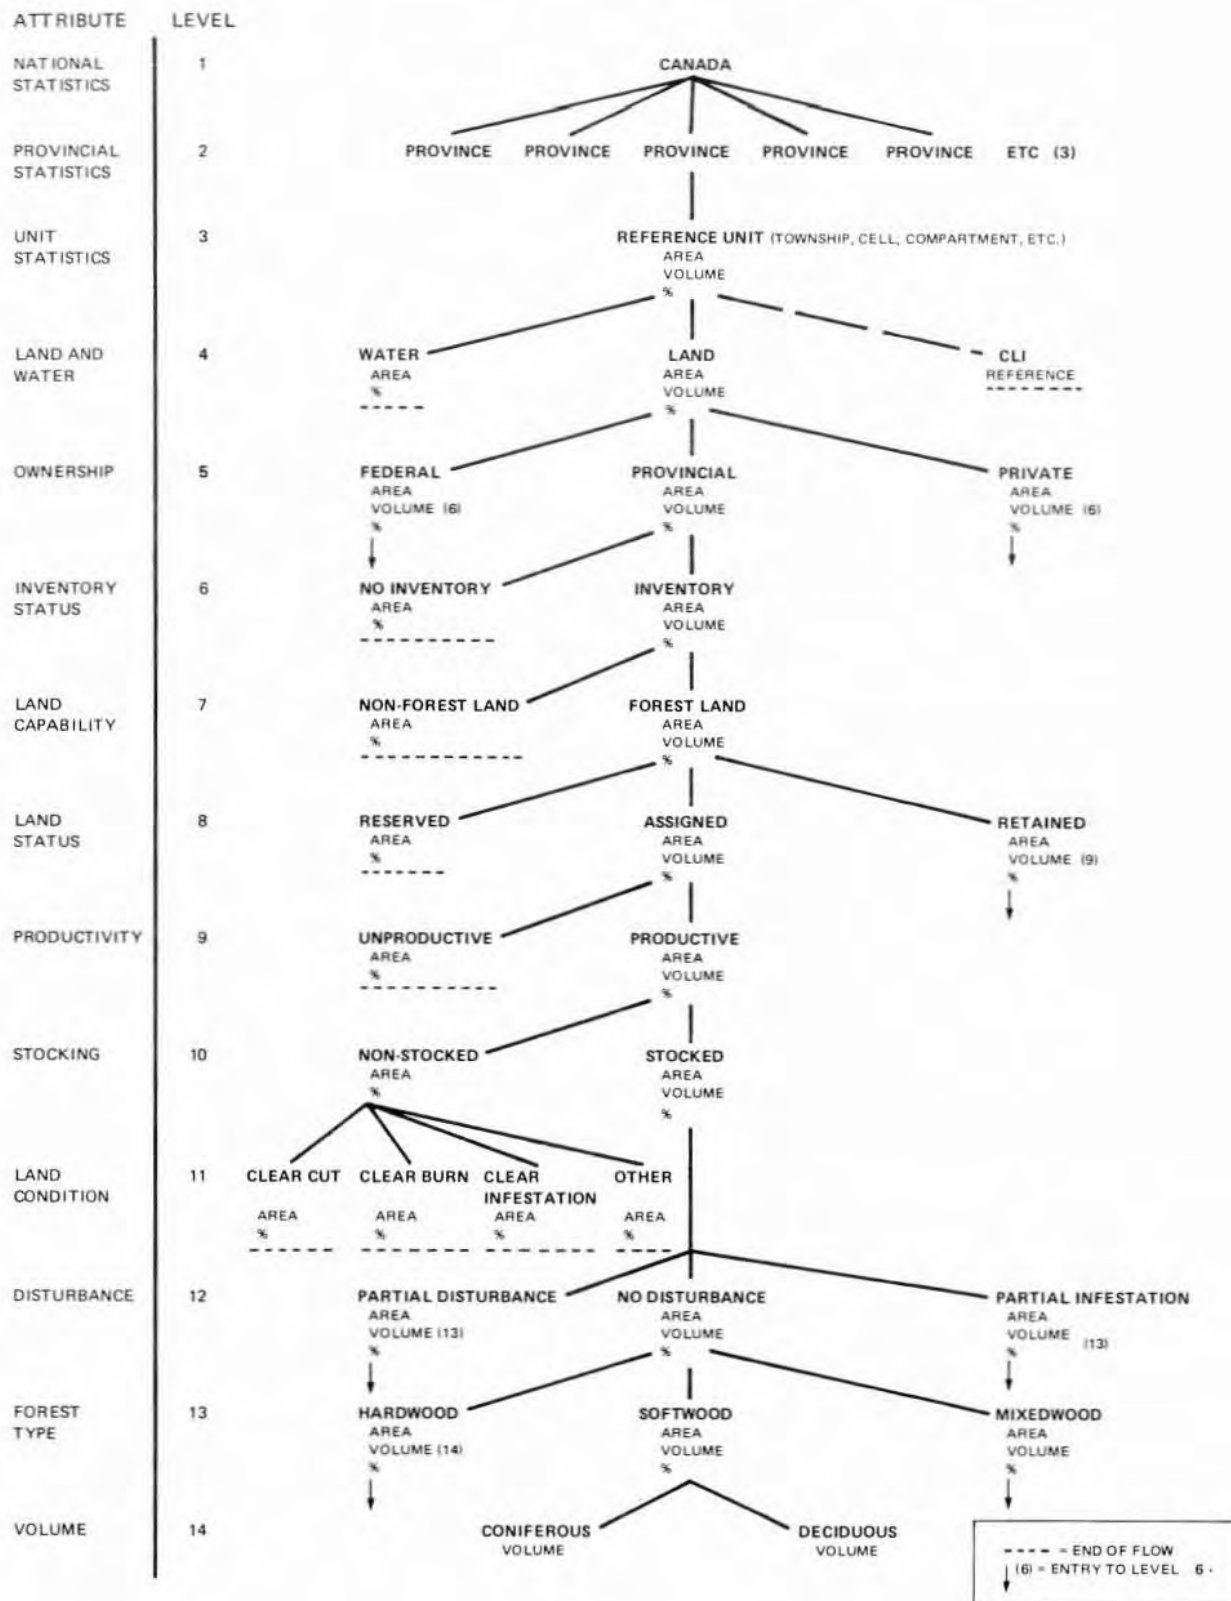 ATTRIBUTE LEVEL
NATIONAL 1 CANADA
STATISTICS
PROVINCIAL 2 PROVINCE PROVINCE PROVINCE PROVINCE PROVINCE ETC (3)
STATISTICS
UNIT 3 REFERENCE UNIT (TOWNSHIP, CELL, COMPARTMENT, ETC.)
STATISTICS AREA
VOLUME
%
LAND AND 4 WATER LAND CLI
WATER AREA AREA REFERENCE
% VOLUME
%
OWNERSHIP 5 FEDERAL PROVINCIAL PRIVATE
AREA AREA AREA
VOLUME (6) VOLUME VOLUME (6)
% % %
INVENTORY 6 NO INVENTORY INVENTORY
STATUS AREA AREA
% VOLUME
%
LAND 7 NON-FOREST LAND FOREST LAND
CAPABILITY AREA AREA
% VOLUME
%
LAND 8 RESERVED ASSIGNED RETAINED
STATUS AREA AREA AREA
% VOLUME VOLUME (9)
% %
PRODUCTIVITY 9 UNPRODUCTIVE PRODUCTIVE
AREA AREA
% VOLUME
%
STOCKING 10 NON-STOCKED STOCKED
AREA AREA
% VOLUME
%
LAND 11 CLEAR CUT CLEAR BURN CLEAR OTHER
CONDITION INFESTATION
AREA AREA AREA AREA
% % % %
DISTURBANCE 12 PARTIAL DISTURBANCE NO DISTURBANCE PARTIAL INFESTATION
AREA AREA AREA
VOLUME (13) VOLUME VOLUME (13)
% % %
FOREST 13 HARDWOOD SOFTWOOD MIXEDWOOD
TYPE AREA AREA AREA
VOLUME (14) VOLUME VOLUME
% % %
VOLUME 14 CONIFEROUS DECIDUOUS
VOLUME VOLUME
---- = END OF FLOW
(6) = ENTRY TO LEVEL 6 .